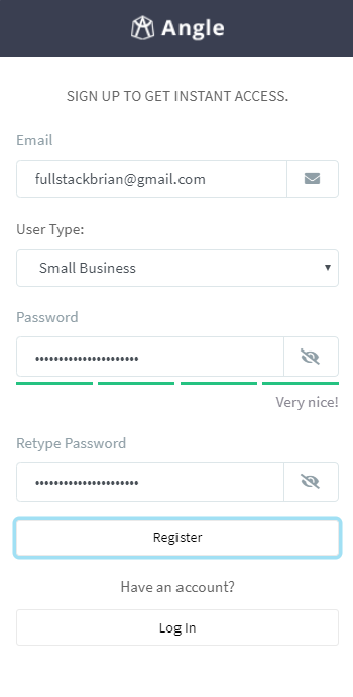 Angle
SIGN UP TO GET INSTANT ACCESS.
Email
fullstackbrian@gmail.com
User Type:
Small Business
Password
••••••••••••••••••••••
Very nice!
Retype Password
••••••••••••••••••••••
Register
Have an account?
Log In